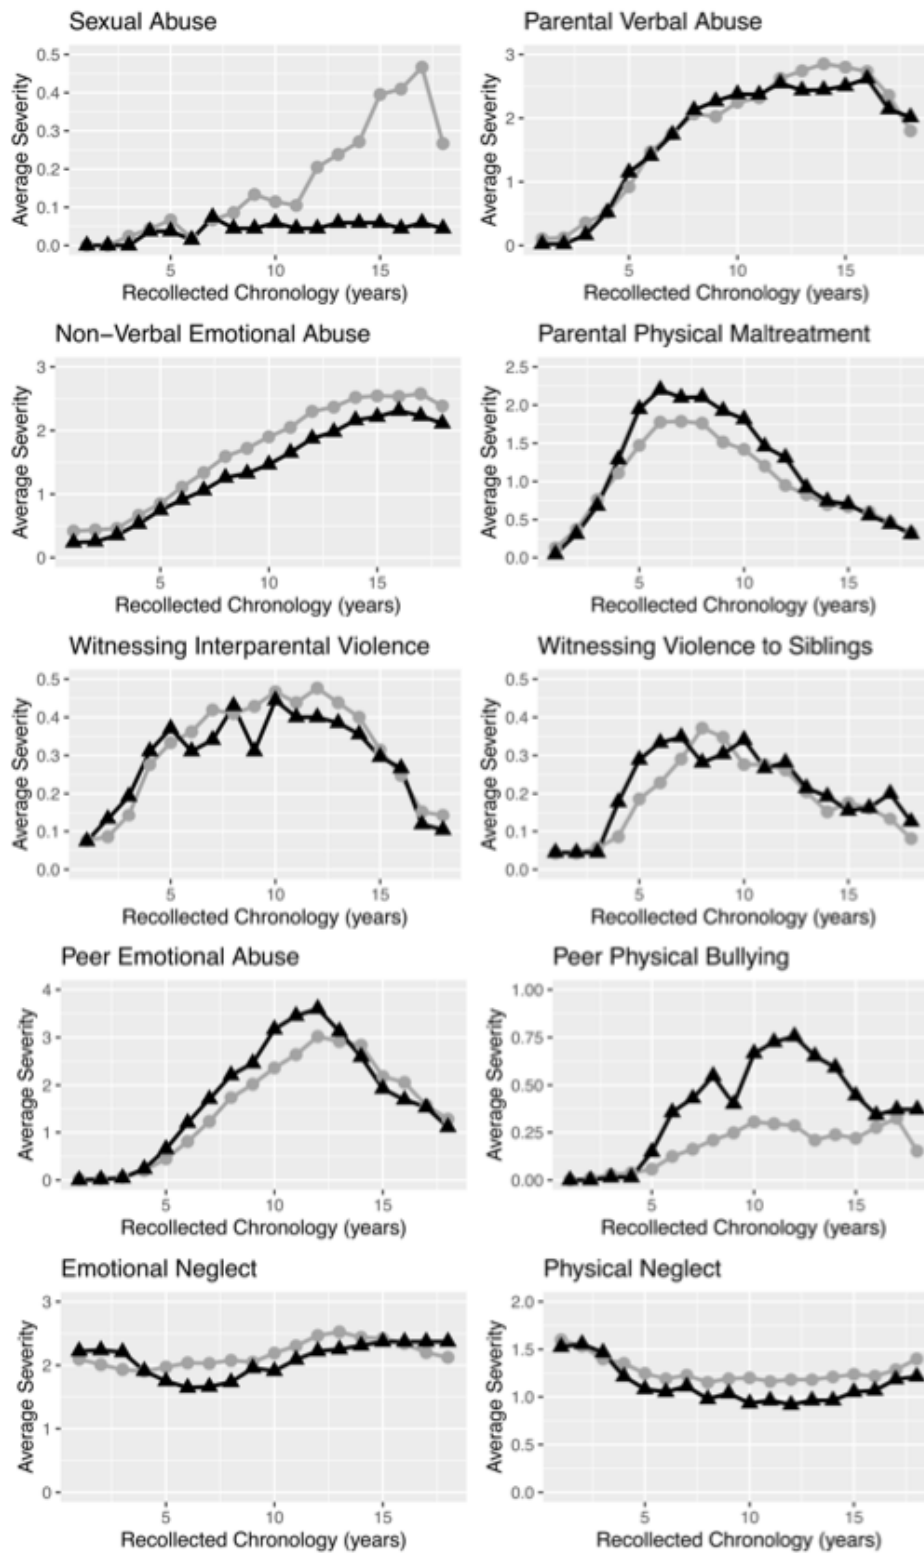 Sexual Abuse
Average Severity
0.5
0.4
0.3
0.2
0.1
0.0
5
10
15
Recollected Chronology (years)
Parental Verbal Abuse
Average Severity
3
2
1
0
5
10
15
Recollected Chronology (years)
Non–Verbal Emotional Abuse
Average Severity
3
2
1
0
5
10
15
Recollected Chronology (years)
Parental Physical Maltreatment
Average Severity
2.5
2.0
1.5
1.0
0.5
0.0
5
10
15
Recollected Chronology (years)
Witnessing Interparental Violence
Average Severity
0.5
0.4
0.3
0.2
0.1
0.0
5
10
15
Recollected Chronology (years)
Witnessing Violence to Siblings
Average Severity
0.5
0.4
0.3
0.2
0.1
0.0
5
10
15
Recollected Chronology (years)
Peer Emotional Abuse
Average Severity
4
3
2
1
0
5
10
15
Recollected Chronology (years)
Peer Physical Bullying
Average Severity
1.00
0.75
0.50
0.25
0.00
5
10
15
Recollected Chronology (years)
Emotional Neglect
Average Severity
3
2
1
0
5
10
15
Recollected Chronology (years)
Physical Neglect
Average Severity
2.0
1.5
1.0
0.5
0.0
5
10
15
Recollected Chronology (years)